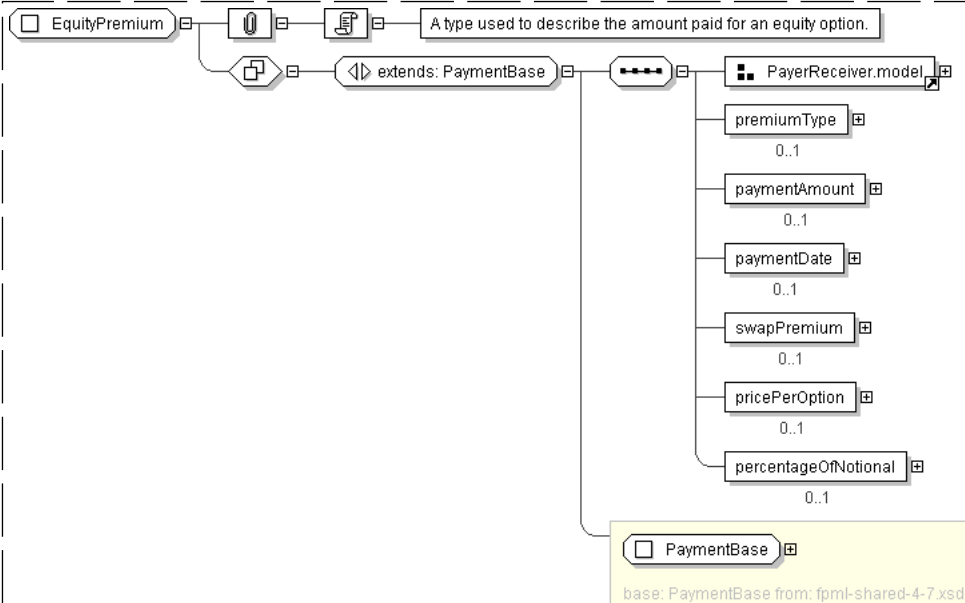 EquityPremium
A type used to describe the amount paid for an equity option.
extends: PaymentBase
PayerReceiver.model
premiumType
0..1
paymentAmount
0..1
paymentDate
0..1
swapPremium
0..1
pricePerOption
0..1
percentageOfNotional
0..1
PaymentBase
base: PaymentBase from: fpml-shared-4-7.xsd